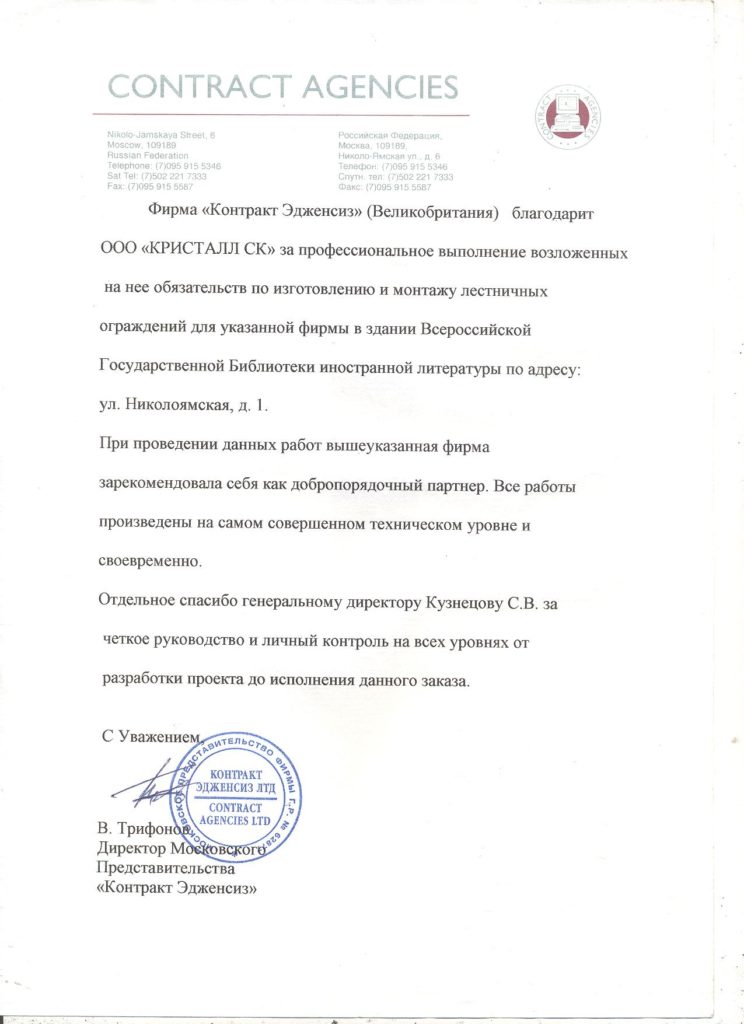 CONTRACT AGENCIES
CONTRACT AGENCIES
Nikolo-Jamskaya Street, 6
Moscow, 109189
Russian Federation
Telephone: (7)095 915 5346
Sat Tel: (7)502 221 7333
Fax: (7)095 915 5587
Российская Федерация,
Москва, 109189,
Николо-Ямская ул., д. 6
Телефон: (7)095 915 5346
Спутн. тел: (7)502 221 7333
Факс: (7)095 915 5587
Фирма «Контракт Эдженсиз» (Великобритания) благодарит
ООО «КРИСТАЛЛ СК» за профессиональное выполнение возложенных
на нее обязательств по изготовлению и монтажу лестничных
ограждений для указанной фирмы в здании Всероссийской
Государственной Библиотеки иностранной литературы по адресу:
ул. Николоямская, д. 1.
При проведении данных работ вышеуказанная фирма
зарекомендовала себя как добропорядочный партнер. Все работы
произведены на самом совершенном техническом уровне и
своевременно.
Отдельное спасибо генеральному директору Кузнецову С.В. за
четкое руководство и личный контроль на всех уровнях от
разработки проекта до исполнения данного заказа.
С Уважением,
МОСКОВСКОЕ ПРЕДСТАВИТЕЛЬСТВО ФИРМЫ Г.Р. №
КОНТРАКТ
ЭДЖЕНСИЗ ЛТД
CONTRACT
AGENCIES LTD
В. Трифонов,
Директор Московского
Представительства
«Контракт Эдженсиз»